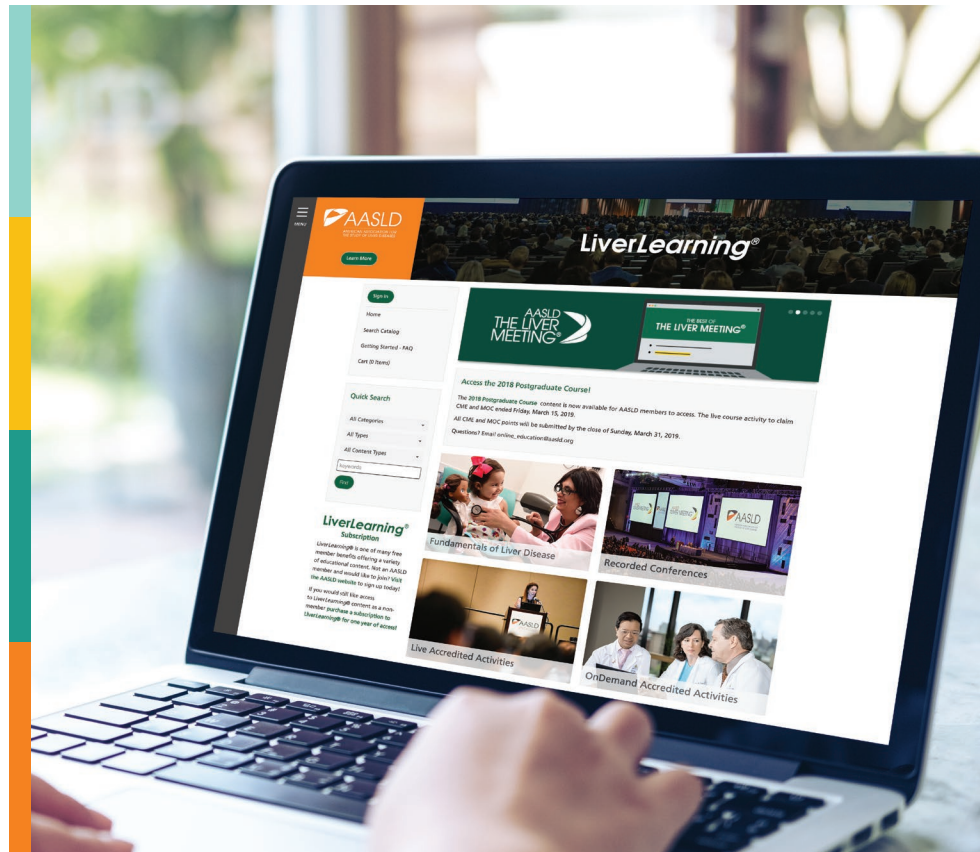 MENU
AASLD
AMERICAN ASSOCIATION FOR
THE STUDY OF LIVER DISEASES
Learn More
LiverLearning®
Sign In
Home
Search Catalog
Getting Started - FAQ
Cart (0 Items)
Quick Search
All Categories
All Types
All Content Types
Keywords
Go!
LiverLearning®
Subscription
LiverLearning® is one of many free
member benefits offering a variety
of educational content. Not an AASLD
member and would like to join? Visit
the AASLD website to sign up today!
If you would still like access
to LiverLearning® content as a non-
member purchase a subscription to
LiverLearning® for one year of access!
AASLD
THE LIVER
MEETING®
THE BEST OF
THE LIVER MEETING®
Access the 2018 Postgraduate Course!
The 2018 Postgraduate Course content is now available for AASLD members to access. The live course activity to claim
CME and MOC ended Friday, March 15, 2019.
All CME and MOC points will be submitted by the close of Sunday, March 31, 2019.
Questions? Email online_education@aasld.org
Fundamentals of Liver Disease
AASLD
Recorded Conferences
AASLD
Live Accredited Activities
OnDemand Accredited Activities